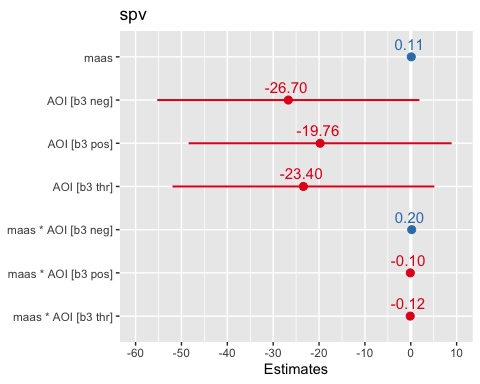 spv
maas
AOI [b3 neg]
AOI [b3 pos]
AOI [b3 thr]
maas * AOI [b3 neg]
maas * AOI [b3 pos]
maas * AOI [b3 thr]
0.11
-26.70
-19.76
-23.40
0.20
-0.10
-0.12
-60 -50 -40 -30 -20 -10 0 10
Estimates